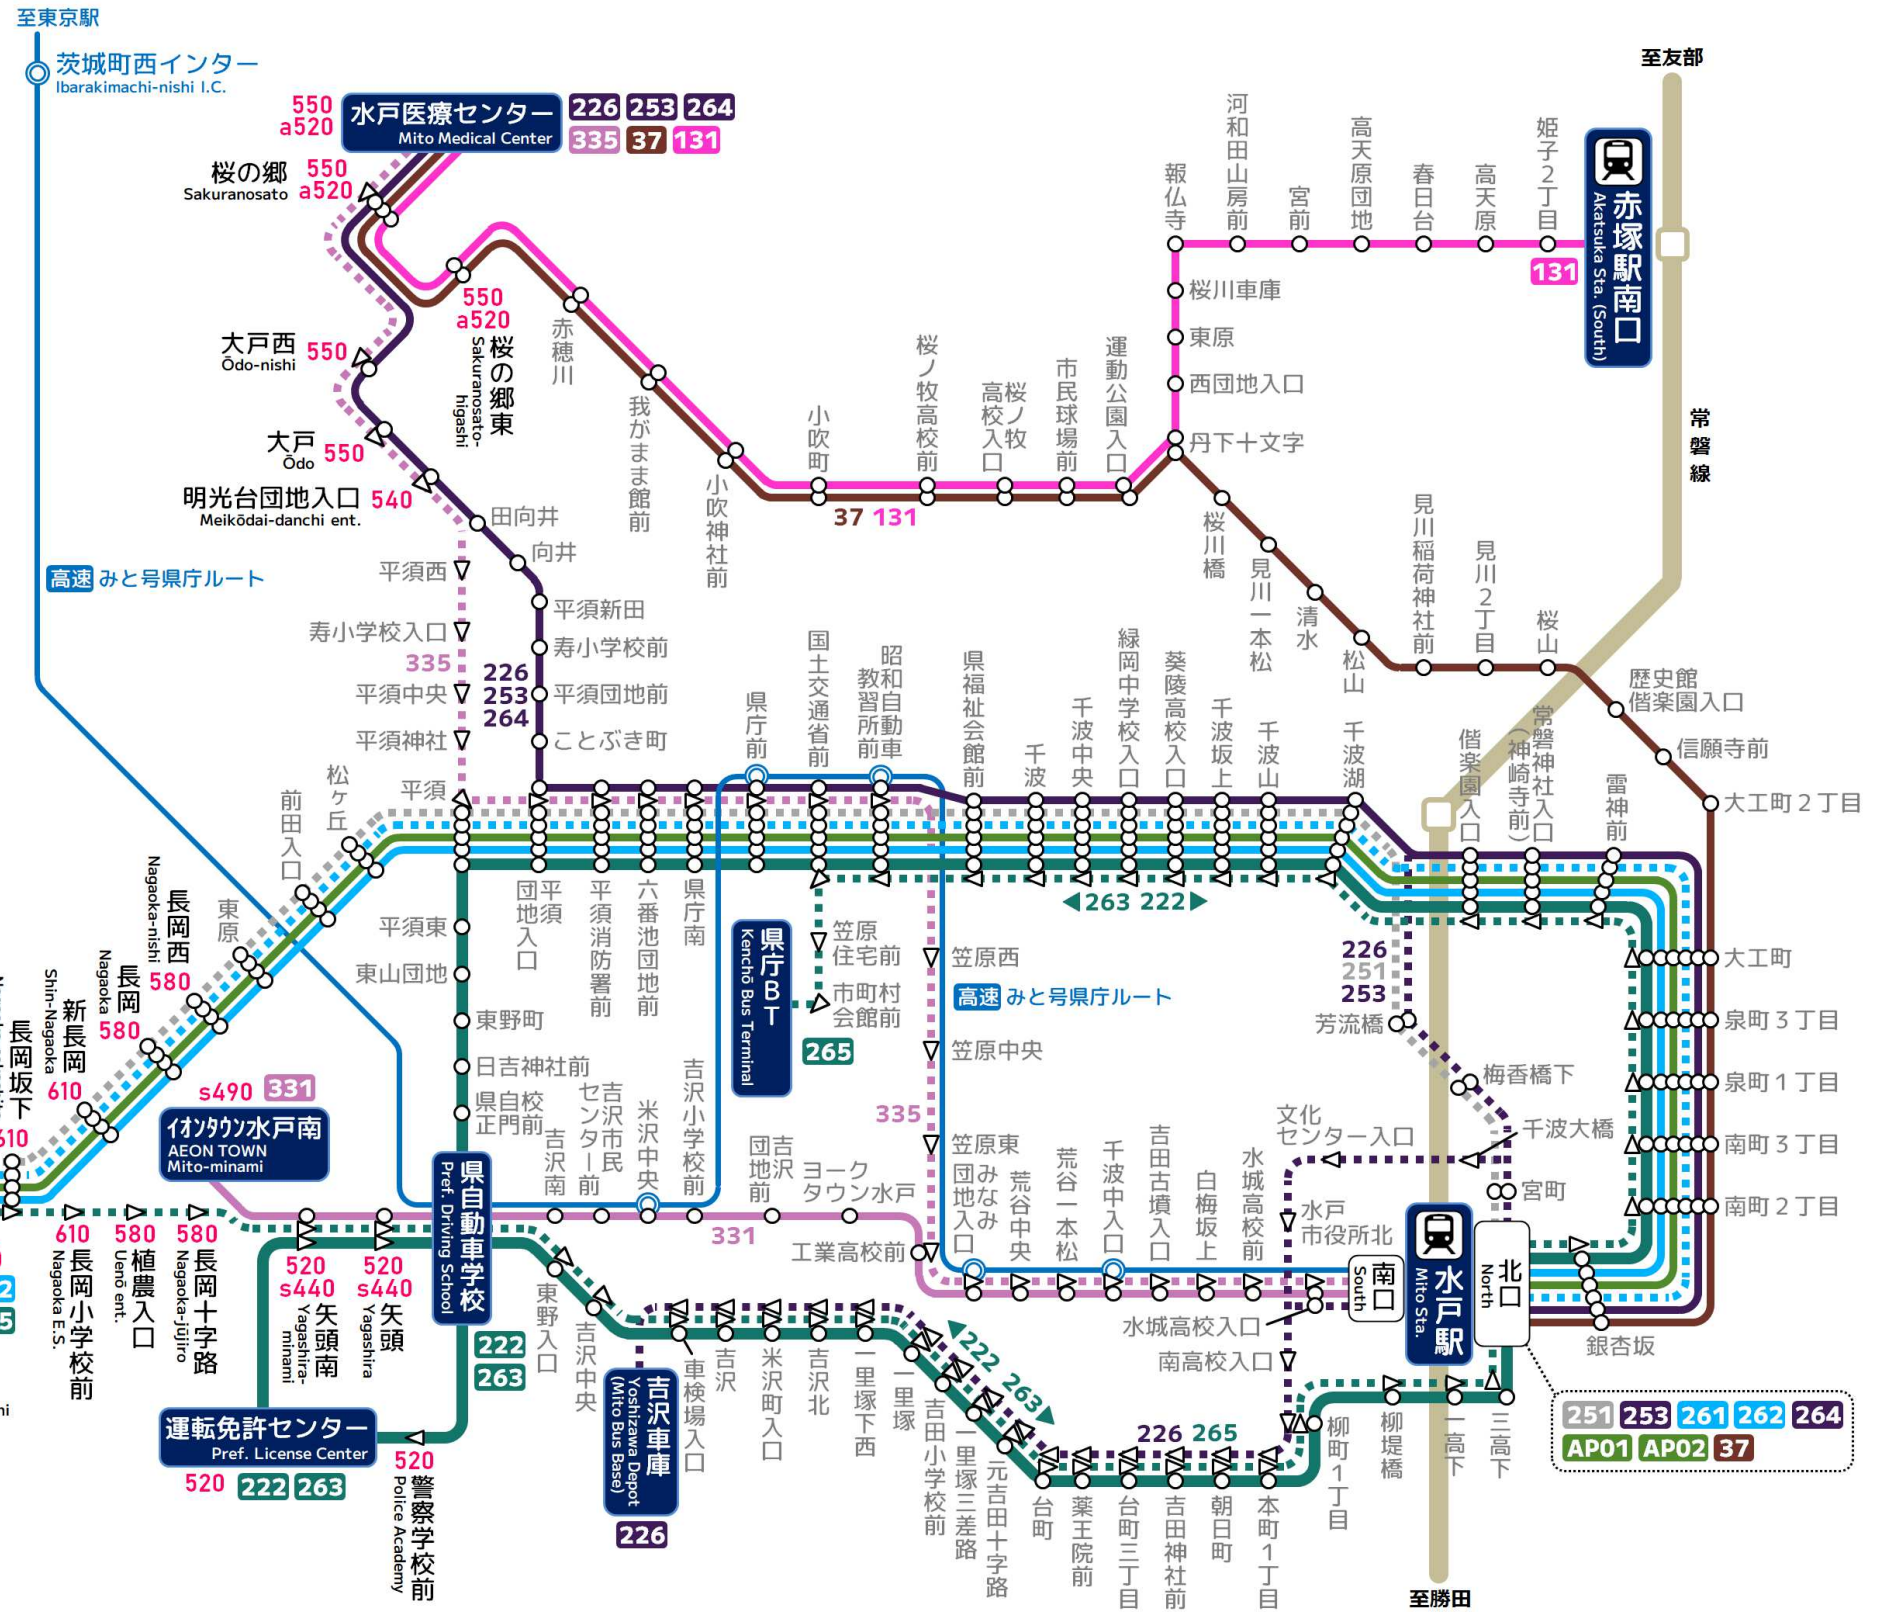 至東京駅
茨城町西インター
Ibarakimachi-nishi I.C.
550
a520
水戸医療センター
Mito Medical Center
226 253 264
335 37 131
桜の郷
Sakuranosato
550
a520
550
a520
桜の郷東
Sakuranosato-
higashi
大戸西
Ōdo-nishi
550
大戸
Ōdo
550
明光台団地入口
Meikōdai-danchi ent.
540
赤穂川
我がまま館前
小吹神社前
小吹町
桜ノ牧高校前
桜ノ牧
高校入口
市民球場前
運動公園入口
37 131
報仏寺
河和田山房前
宮前
高天原団地
春日台
高天原
姫子2丁目
131
赤塚駅南口
Akatsuka Sta. (South)
至友部
常磐線
桜川車庫
東原
西団地入口
丹下十文字
桜川橋
見川一本松
清水
松山
見川稲荷神社前
見川2丁目
桜山
歴史館
偕楽園入口
信願寺前
大工町2丁目
高速 みと号県庁ルート
田向井
向井
平須西
平須新田
寿小学校入口
寿小学校前
335
226
253
264
平須中央
平須団地前
平須神社
ことぶき町
平須
県庁前
国土交通省前
昭和自動車
教習所前
県福祉会館前
千波
千波中央
緑岡中学校入口
葵陵高校入口
千波坂上
千波山
千波湖
偕楽園入口
常磐神社入口
(神崎寺前)
雷神前
松ヶ丘
前田入口
東原
長岡西
Nagaoka-nishi
580
長岡
Nagaoka
580
新長岡
Shin-Nagaoka
610
長岡坂下
610
平須
団地入口
平須消防署前
六番池団地前
県庁南
263 222
平須東
東山団地
東野町
日吉神社前
県自校
正門前
県庁BT
Kenchō Bus Terminal
笠原
住宅前
市町村
会館前
265
笠原西
高速 みと号県庁ルート
笠原中央
335
笠原東
226
251
253
芳流橋
梅香橋下
千波大橋
文化
センター入口
宮町
水戸
市役所北
大工町
泉町3丁目
泉町1丁目
南町3丁目
南町2丁目
s490 331
イオンタウン水戸南
AEON TOWN
Mito-minami
県自動車学校
Pref. Driving School
吉沢南
吉沢市民
センター前
米沢中央
吉沢小学校前
吉沢
団地前
ヨーク
タウン水戸
331
工業高校前
みなみ
団地入口
荒谷中央
荒谷一本松
千波中入口
吉田古墳入口
白梅坂上
水城高校前
南口
South
水戸駅
Mito Sta.
北口
North
銀杏坂
水城高校入口
南高校入口
610
長岡小学校前
Nagaoka E.S.
580
植農入口
Uenō ent.
580
長岡十字路
Nagaoka-jūjiro
520
s440
矢頭南
Yagashira-
minami
520
s440
矢頭
Yagashira
222
263
運転免許センター
Pref. License Center
520 222 263
520
警察学校前
Police Academy
東野入口
吉沢中央
吉沢車庫
Yoshizawa Depot
(Mito Bus Base)
226
車検場入口
吉沢
米沢町入口
吉沢北
一里塚下西
一里塚
222 263
吉田小学校前
一里塚三差路
元吉田十字路
台町
薬王院前
台町三丁目
吉田神社前
朝日町
本町1丁目
226 265
柳町1丁目
柳堤橋
一高下
三高下
251 253 261 262 264
AP01 AP02 37
至勝田